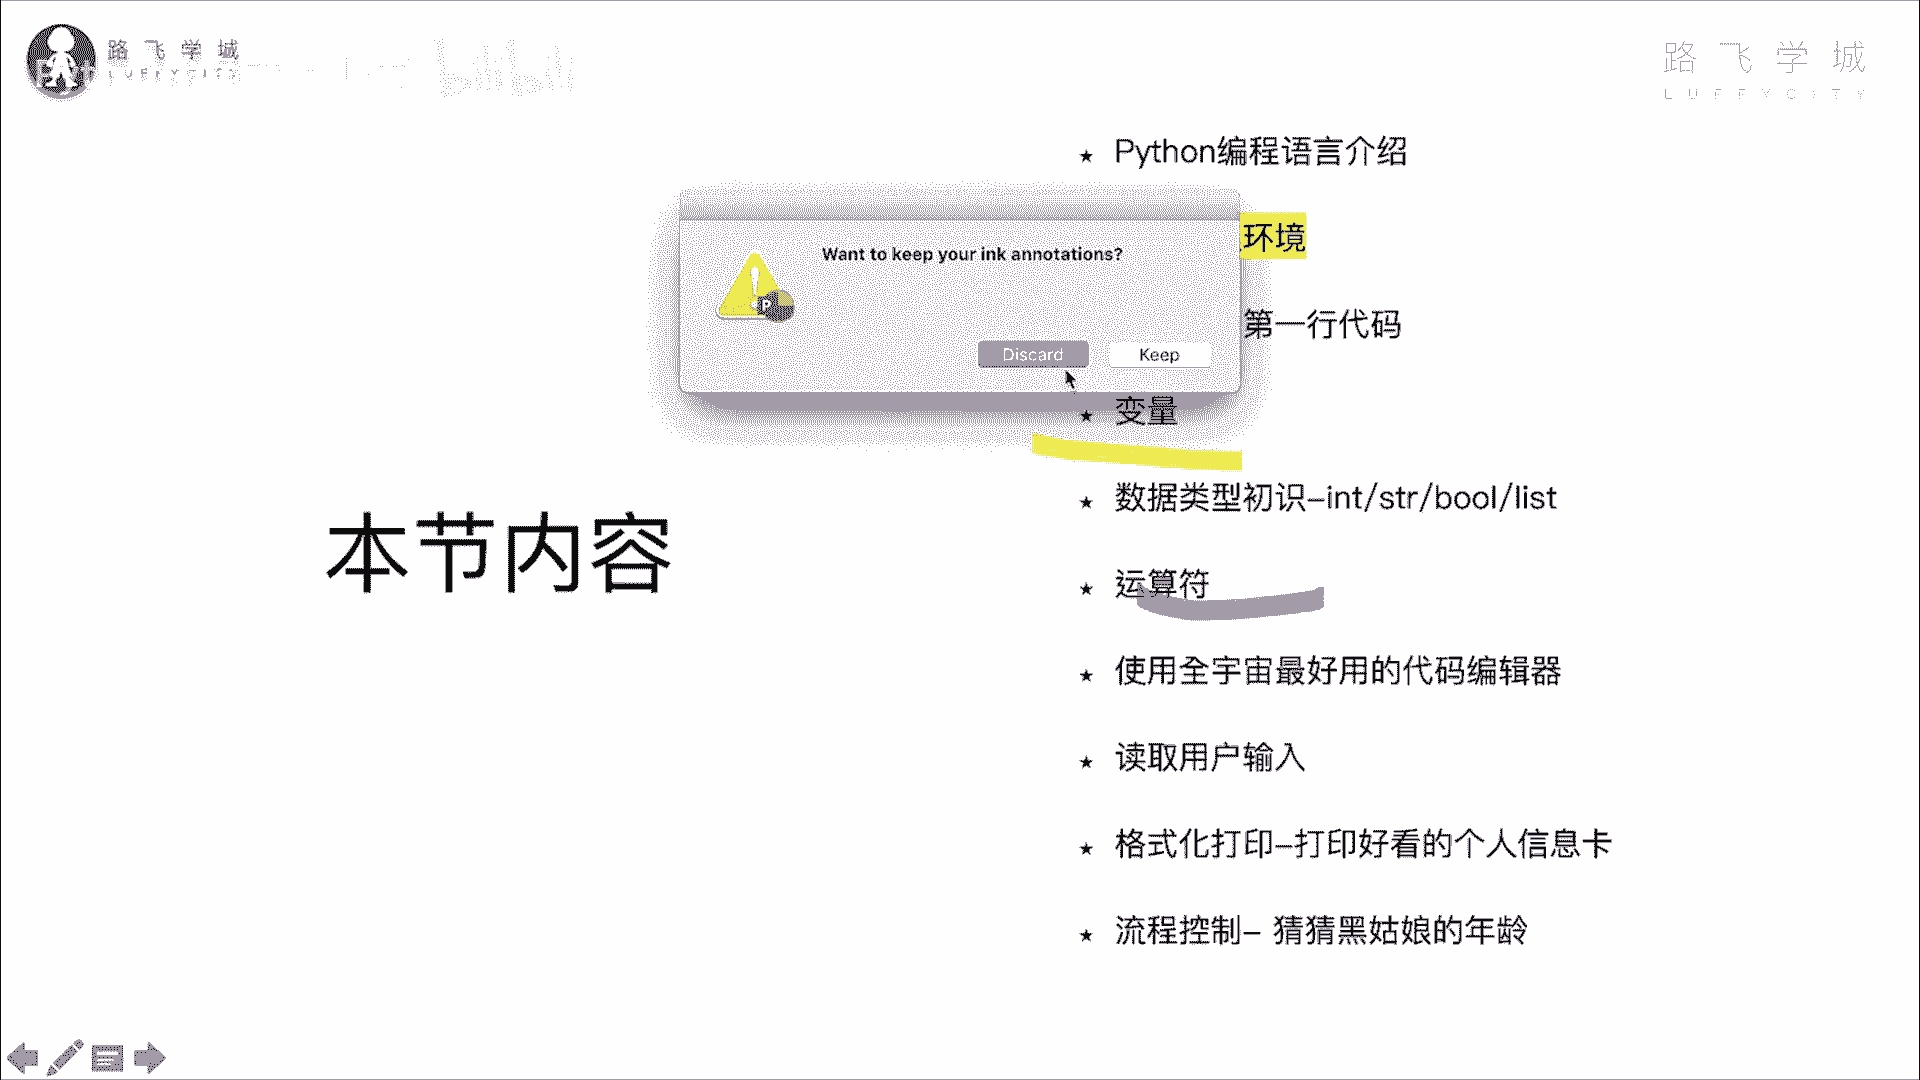 路飞学城
LUFFYCITY
bilibili
路飞学城
LUFFYCITY
Python编程语言介绍
环境
第一行代码
Want to keep your ink annotations?
Discard
Keep
变量
数据类型初识-int/str/bool/list
本节内容
运算符
使用全宇宙最好用的代码编辑器
读取用户输入
格式化打印-打印好看的个人信息卡
流程控制- 猜猜黑姑娘的年龄